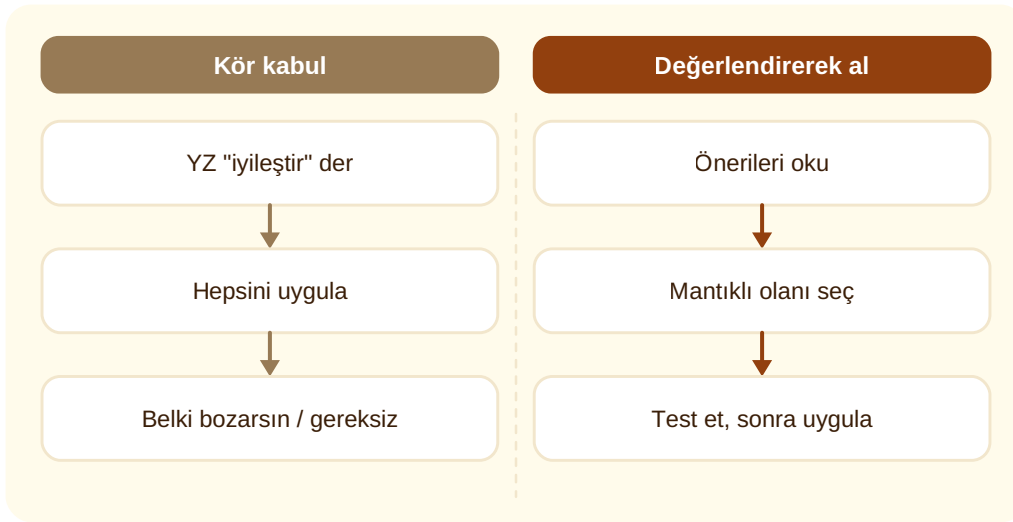 Kör kabul
YZ "iyileştir" der
Hepsini uygula
Belki bozarsın / gereksiz
Değerlendirerek al
Önerileri oku
Mantıklı olanı seç
Test et, sonra uygula